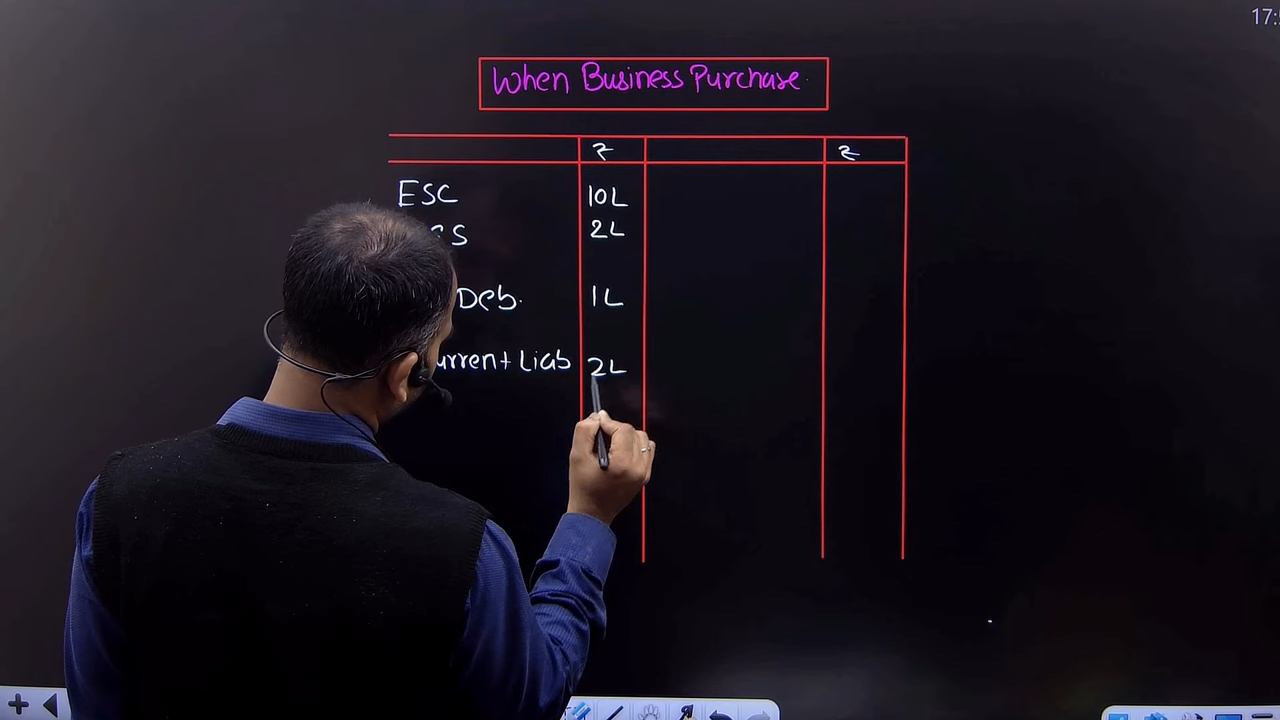 17:
When Business Purchase
₹ ₹
ESC 10L
2L
Deb. 1L
urrent Liab 2L